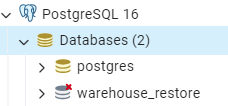 PostgreSQL 16
Databases (2)
postgres
warehouse_restore